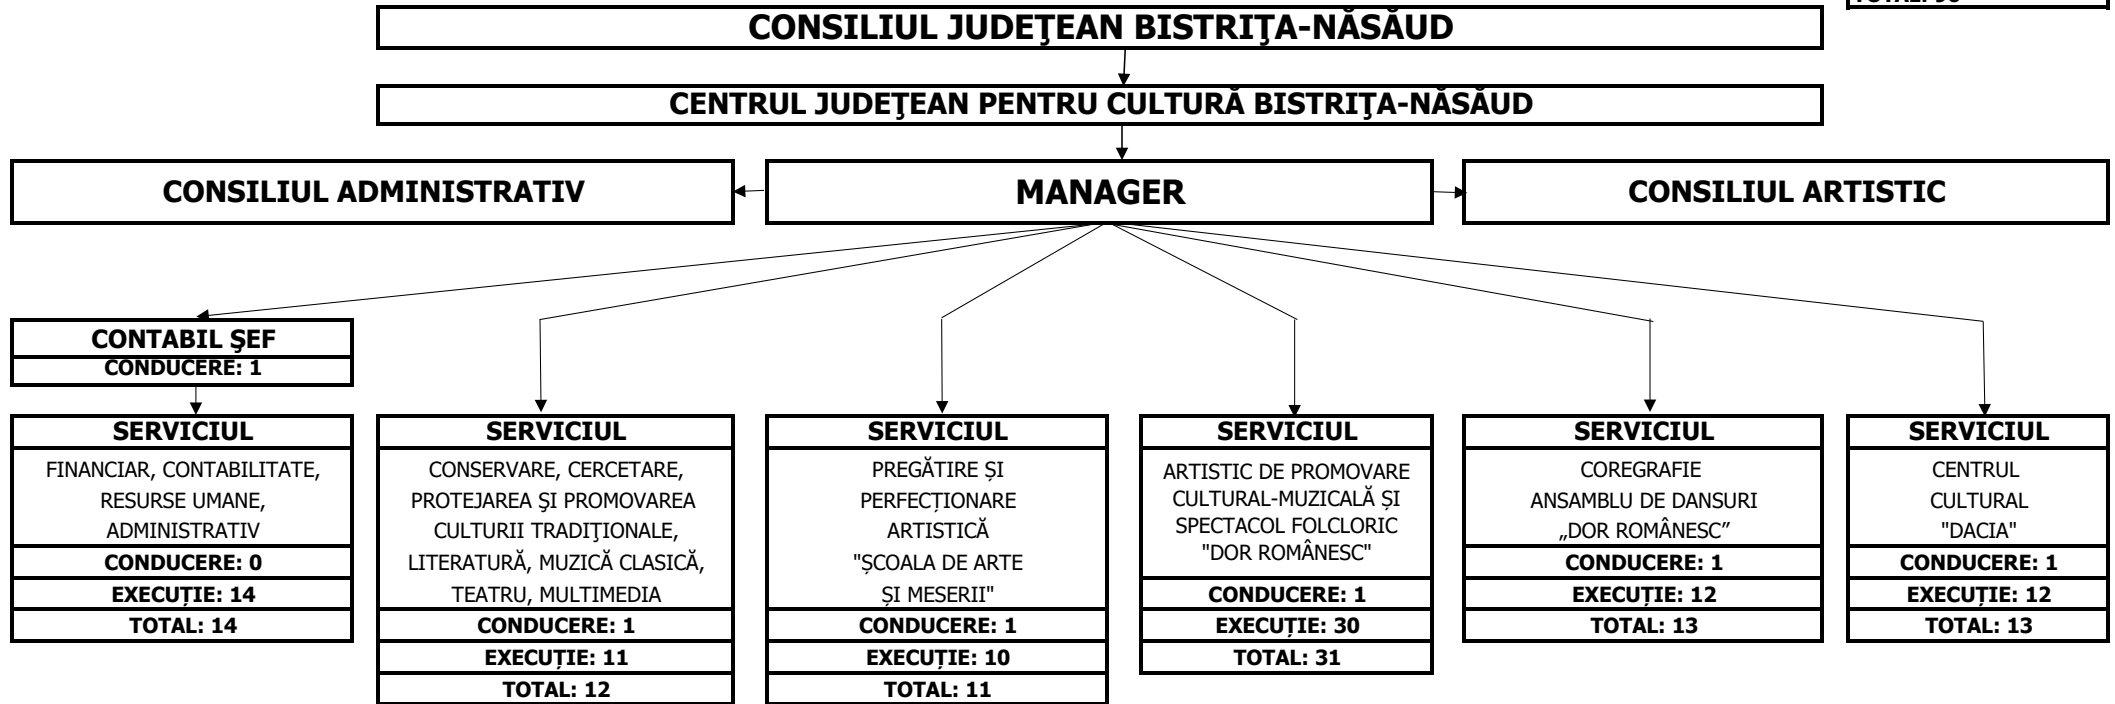 CONSILIUL JUDEŢEAN BISTRIŢA-NĂSĂUD
CENTRUL JUDEŢEAN PENTRU CULTURĂ BISTRIŢA-NĂSĂUD
CONSILIUL ADMINISTRATIV
MANAGER
CONSILIUL ARTISTIC
CONTABIL ŞEF
CONDUCERE: 1
SERVICIUL
FINANCIAR, CONTABILITATE,
RESURSE UMANE,
ADMINISTRATIV
CONDUCERE: 0
EXECUȚIE: 14
TOTAL: 14
SERVICIUL
CONSERVARE, CERCETARE,
PROTEJAREA ŞI PROMOVAREA
CULTURII TRADIŢIONALE,
LITERATURĂ, MUZICĂ CLASICĂ,
TEATRU, MULTIMEDIA
CONDUCERE: 1
EXECUȚIE: 11
TOTAL: 12
SERVICIUL
PREGĂTIRE ȘI
PERFECȚIONARE
ARTISTICĂ
"ȘCOALA DE ARTE
ȘI MESERII"
CONDUCERE: 1
EXECUȚIE: 10
TOTAL: 11
SERVICIUL
ARTISTIC DE PROMOVARE
CULTURAL-MUZICALĂ ȘI
SPECTACOL FOLCLORIC
"DOR ROMÂNESC"
CONDUCERE: 1
EXECUȚIE: 30
TOTAL: 31
SERVICIUL
COREGRAFIE
ANSAMBLU DE DANSURI
„DOR ROMÂNESC”
CONDUCERE: 1
EXECUȚIE: 12
TOTAL: 13
SERVICIUL
CENTRUL
CULTURAL
"DACIA"
CONDUCERE: 1
EXECUȚIE: 12
TOTAL: 13